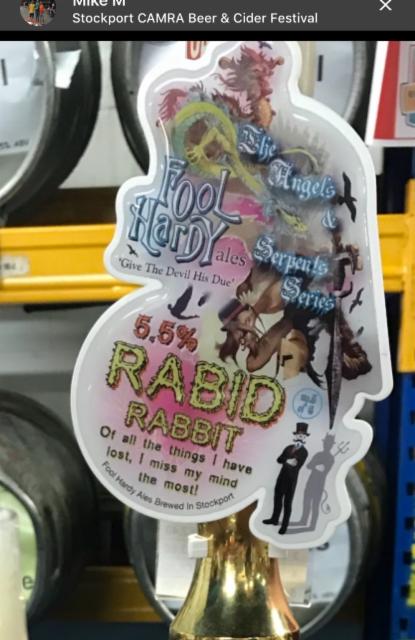 Mike M
Stockport CAMRA Beer & Cider Festival
The
Angels
&
Serpents
Series
FOOL
HARDY
ales
'Give The Devil His Due'
5.5%
RABID
RABBIT
Of all the things I have
lost, I miss my mind
the most!
Fool Hardy Ales Brewed In Stockport